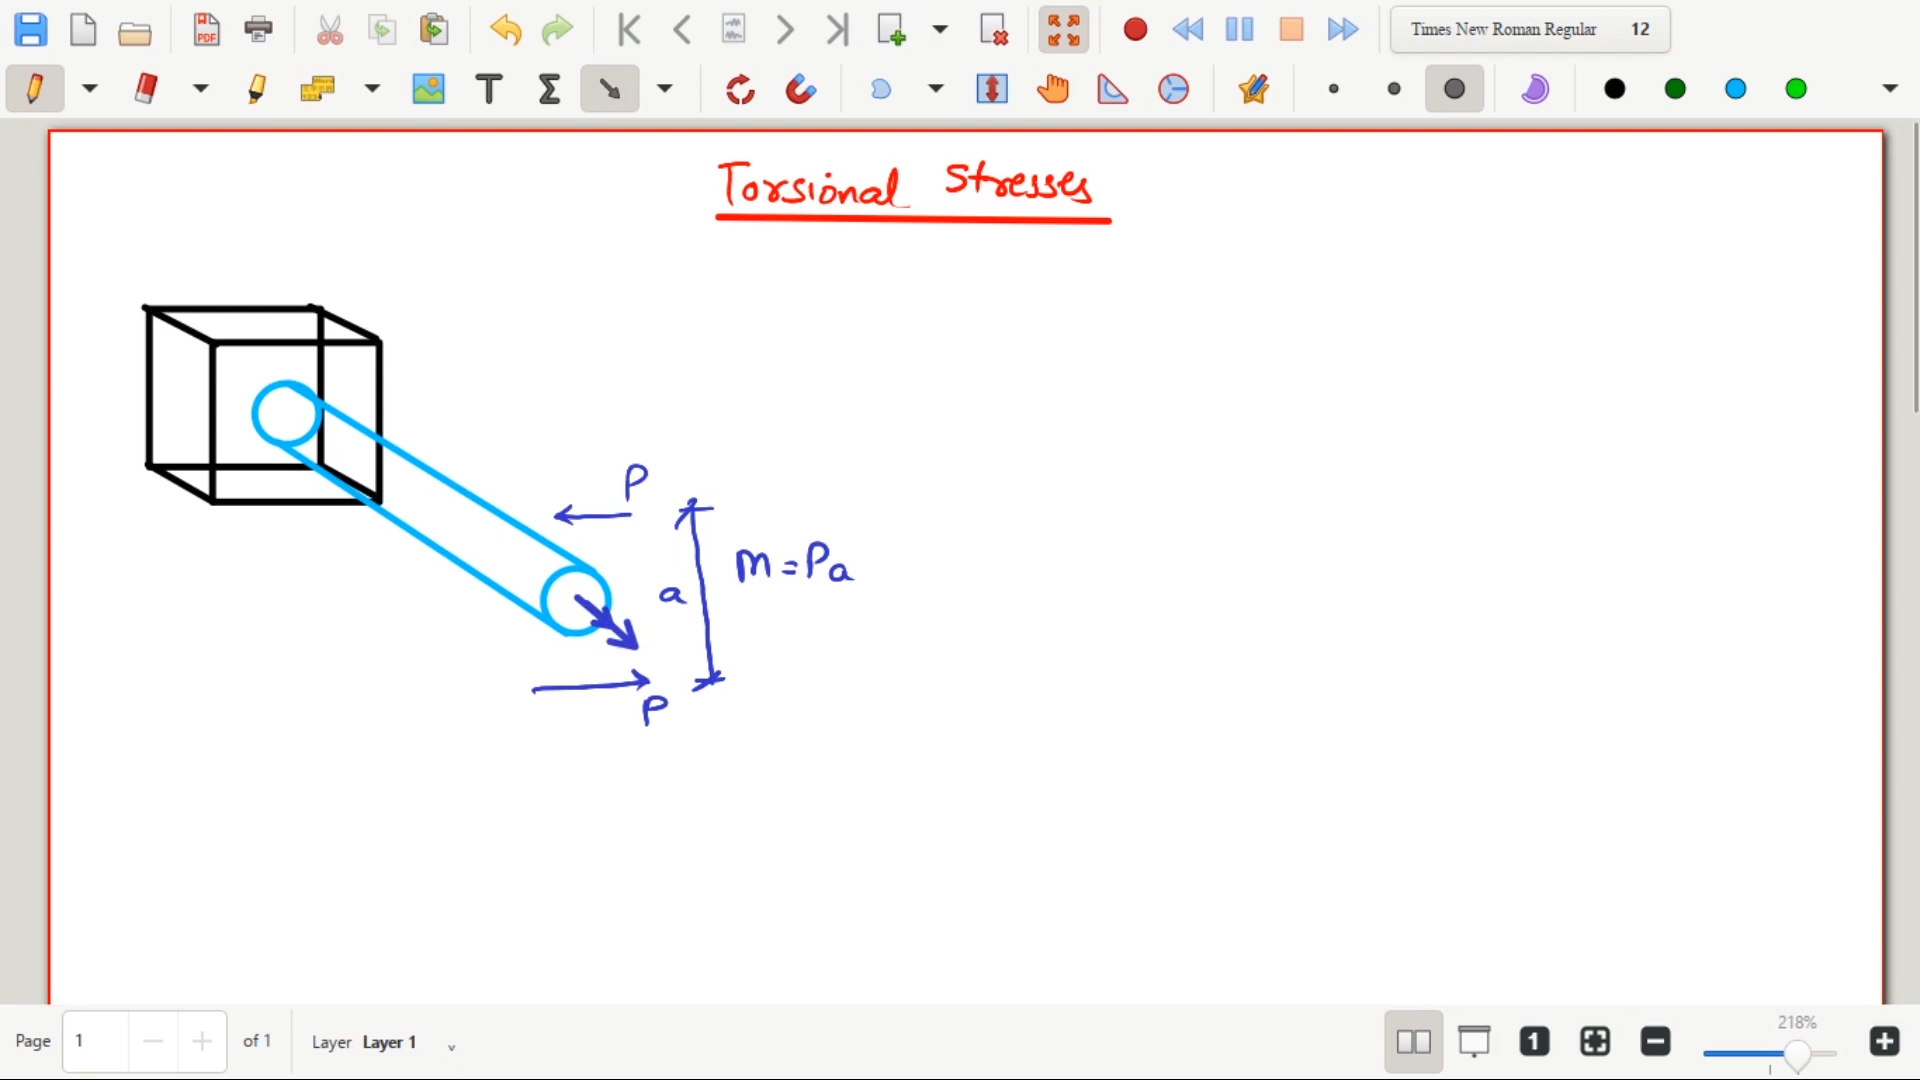 Times New Roman Regular 12
Torsional Stresses
P
a
m = Pa
P
Page 1 of 1 Layer Layer 1
218%